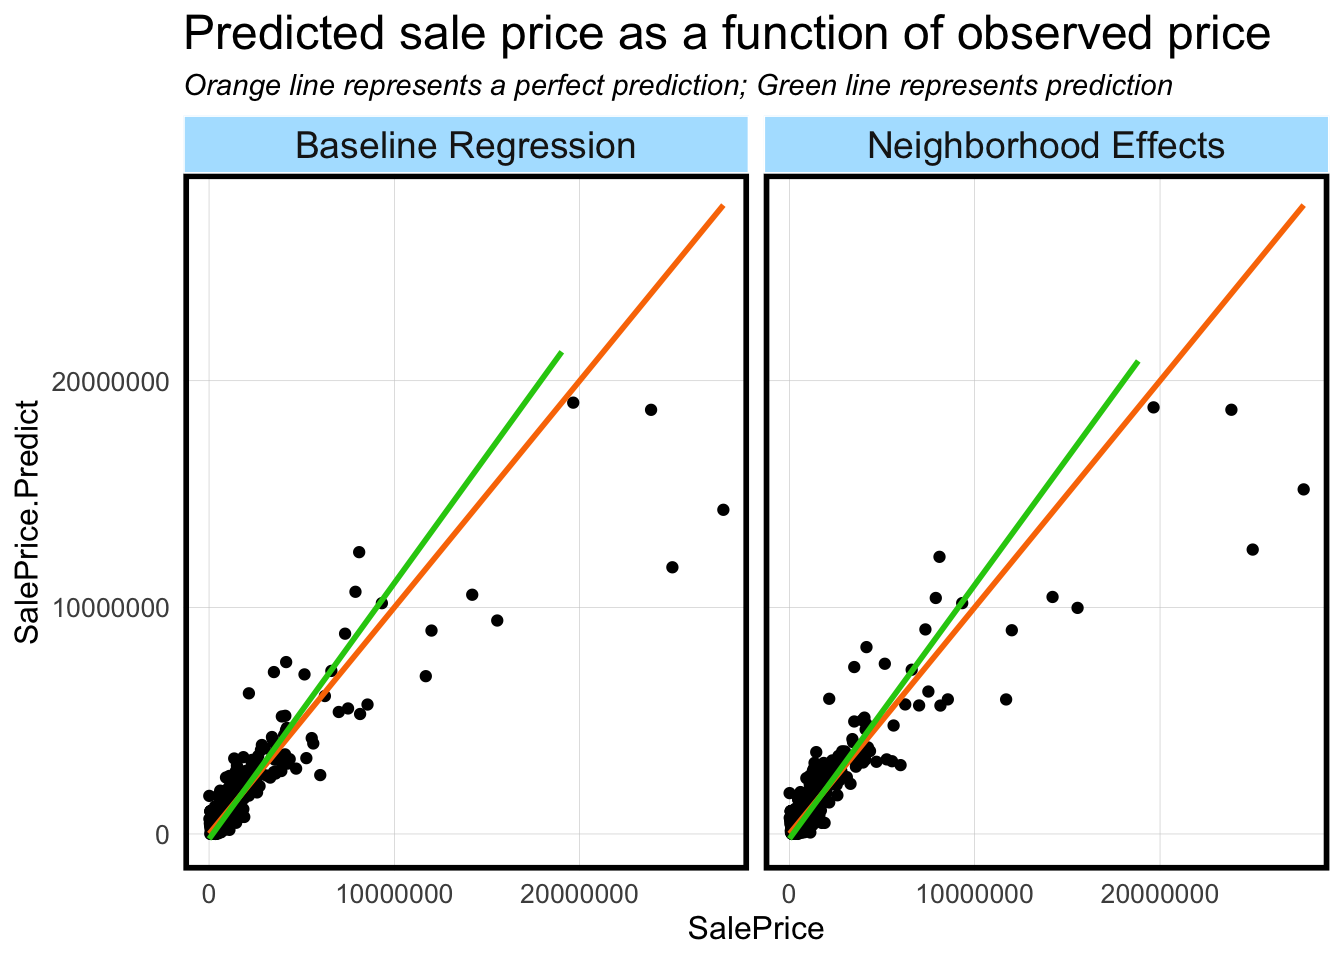 Predicted sale price as a function of observed price
Orange line represents a perfect prediction; Green line represents prediction
Baseline Regression
Neighborhood Effects
SalePrice.Predict
20000000
10000000
0
0
10000000
20000000
0
10000000
20000000
SalePrice